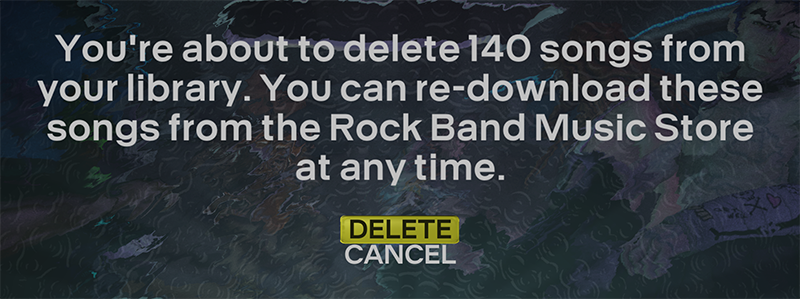 You're about to delete 140 songs from
your library. You can re-download these
songs from the Rock Band Music Store
at any time.
DELETE
CANCEL